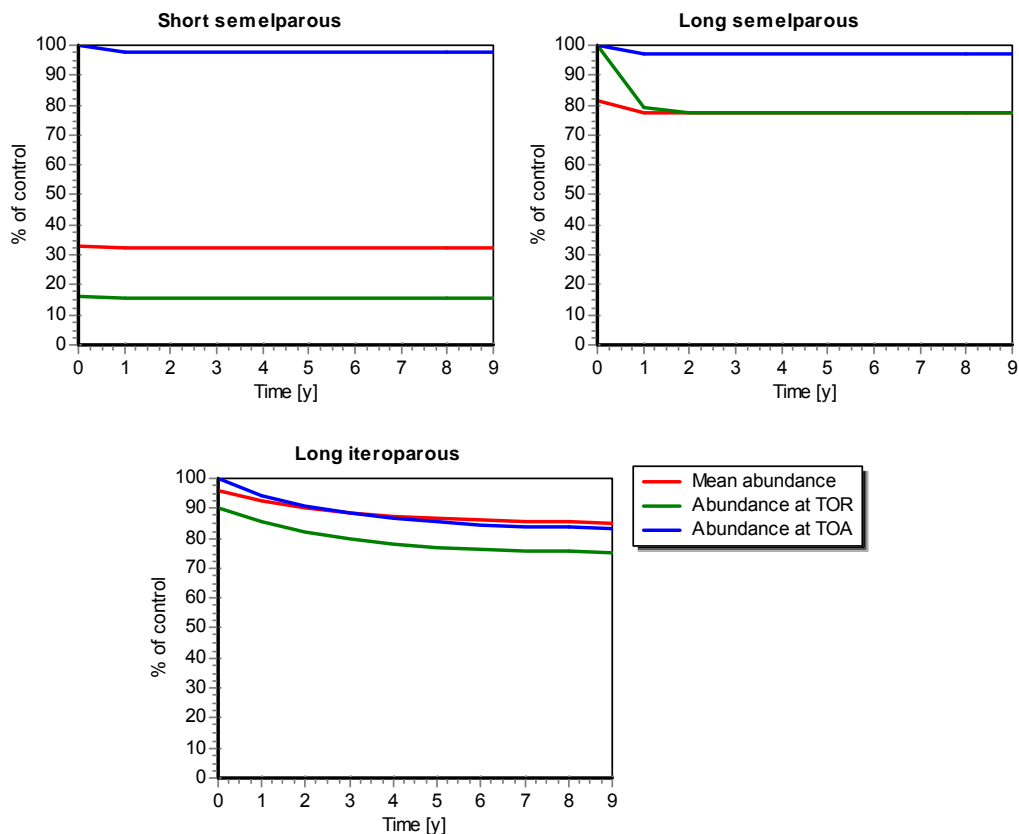 Short semelparous
% of control
100
90
80
70
60
50
40
30
20
10
0
0 1 2 3 4 5 6 7 8 9
Time [y]
Long semelparous
% of control
100
90
80
70
60
50
40
30
20
10
0
0 1 2 3 4 5 6 7 8 9
Time [y]
Long iteroparous
% of control
100
90
80
70
60
50
40
30
20
10
0
0 1 2 3 4 5 6 7 8 9
Time [y]
Mean abundance
Abundance at TOR
Abundance at TOA